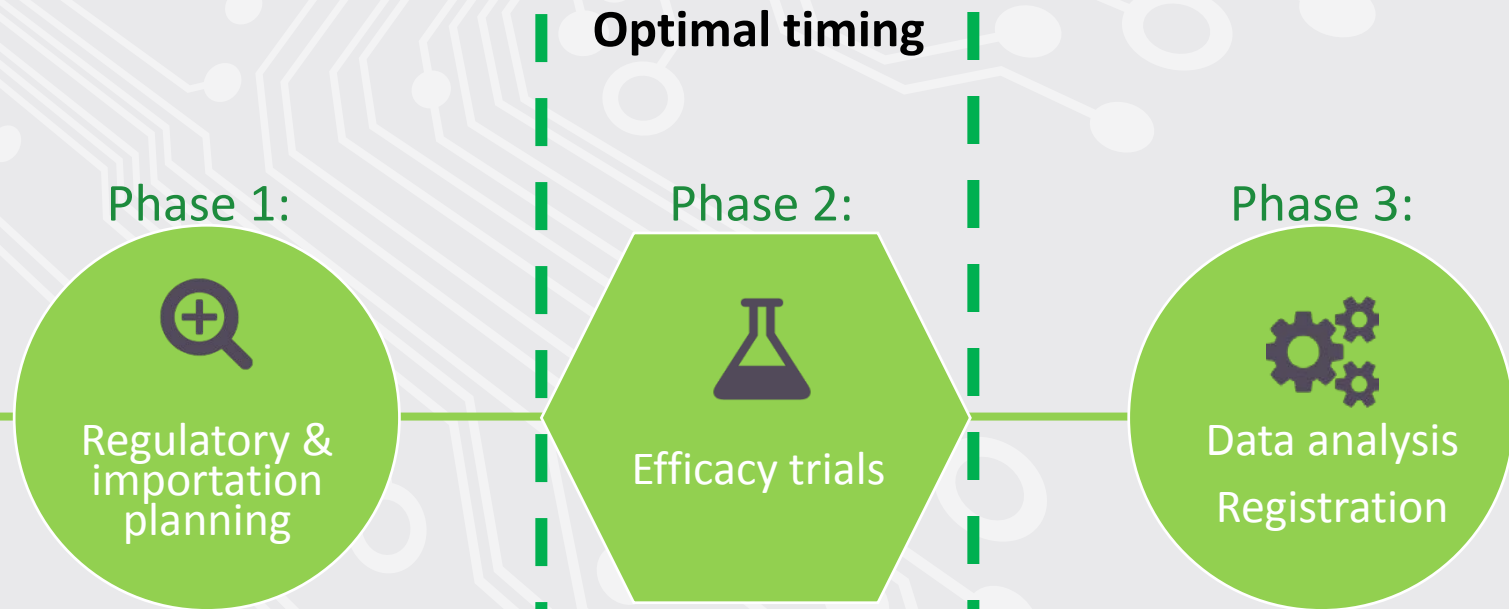 Optimal timing
Phase 1:
Regulatory &
importation
planning
Phase 2:
Efficacy trials
Phase 3:
Data analysis
Registration